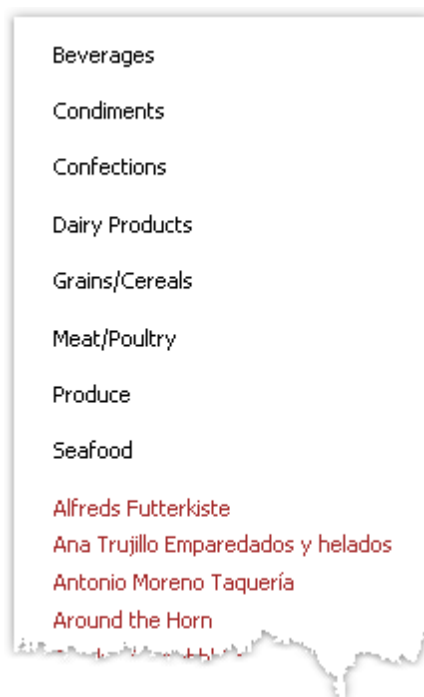 Beverages
Condiments
Confections
Dairy Products
Grains/Cereals
Meat/Poultry
Produce
Seafood
Alfreds Futterkiste
Ana Trujillo Emparedados y helados
Antonio Moreno Taquería
Around the Horn